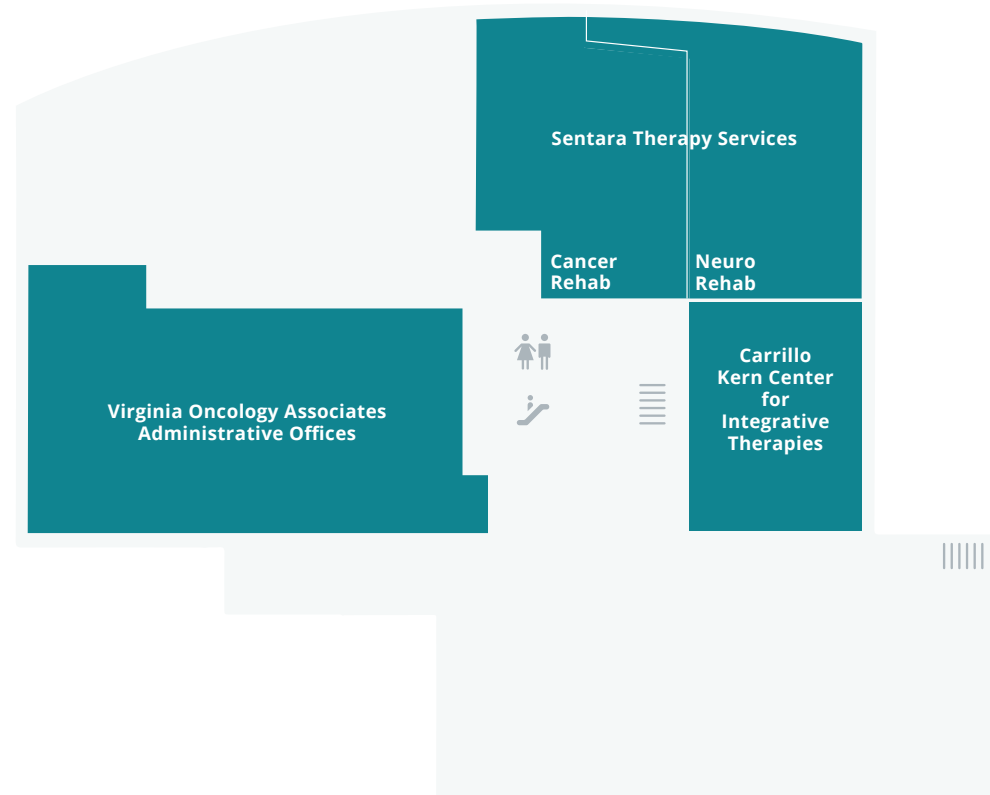 Sentara Therapy Services
Cancer
Rehab
Neuro
Rehab
Carrillo
Kern Center
for
Integrative
Therapies
Virginia Oncology Associates
Administrative Offices